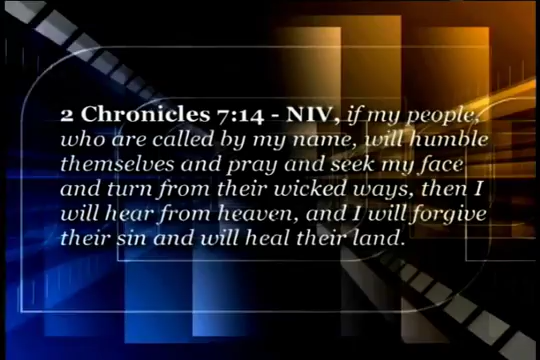 2 Chronicles 7:14 - NIV, if my people,
who are called by my name, will humble
themselves and pray and seek my face
and turn from their wicked ways, then I
will hear from heaven, and I will forgive
their sin and will heal their land.